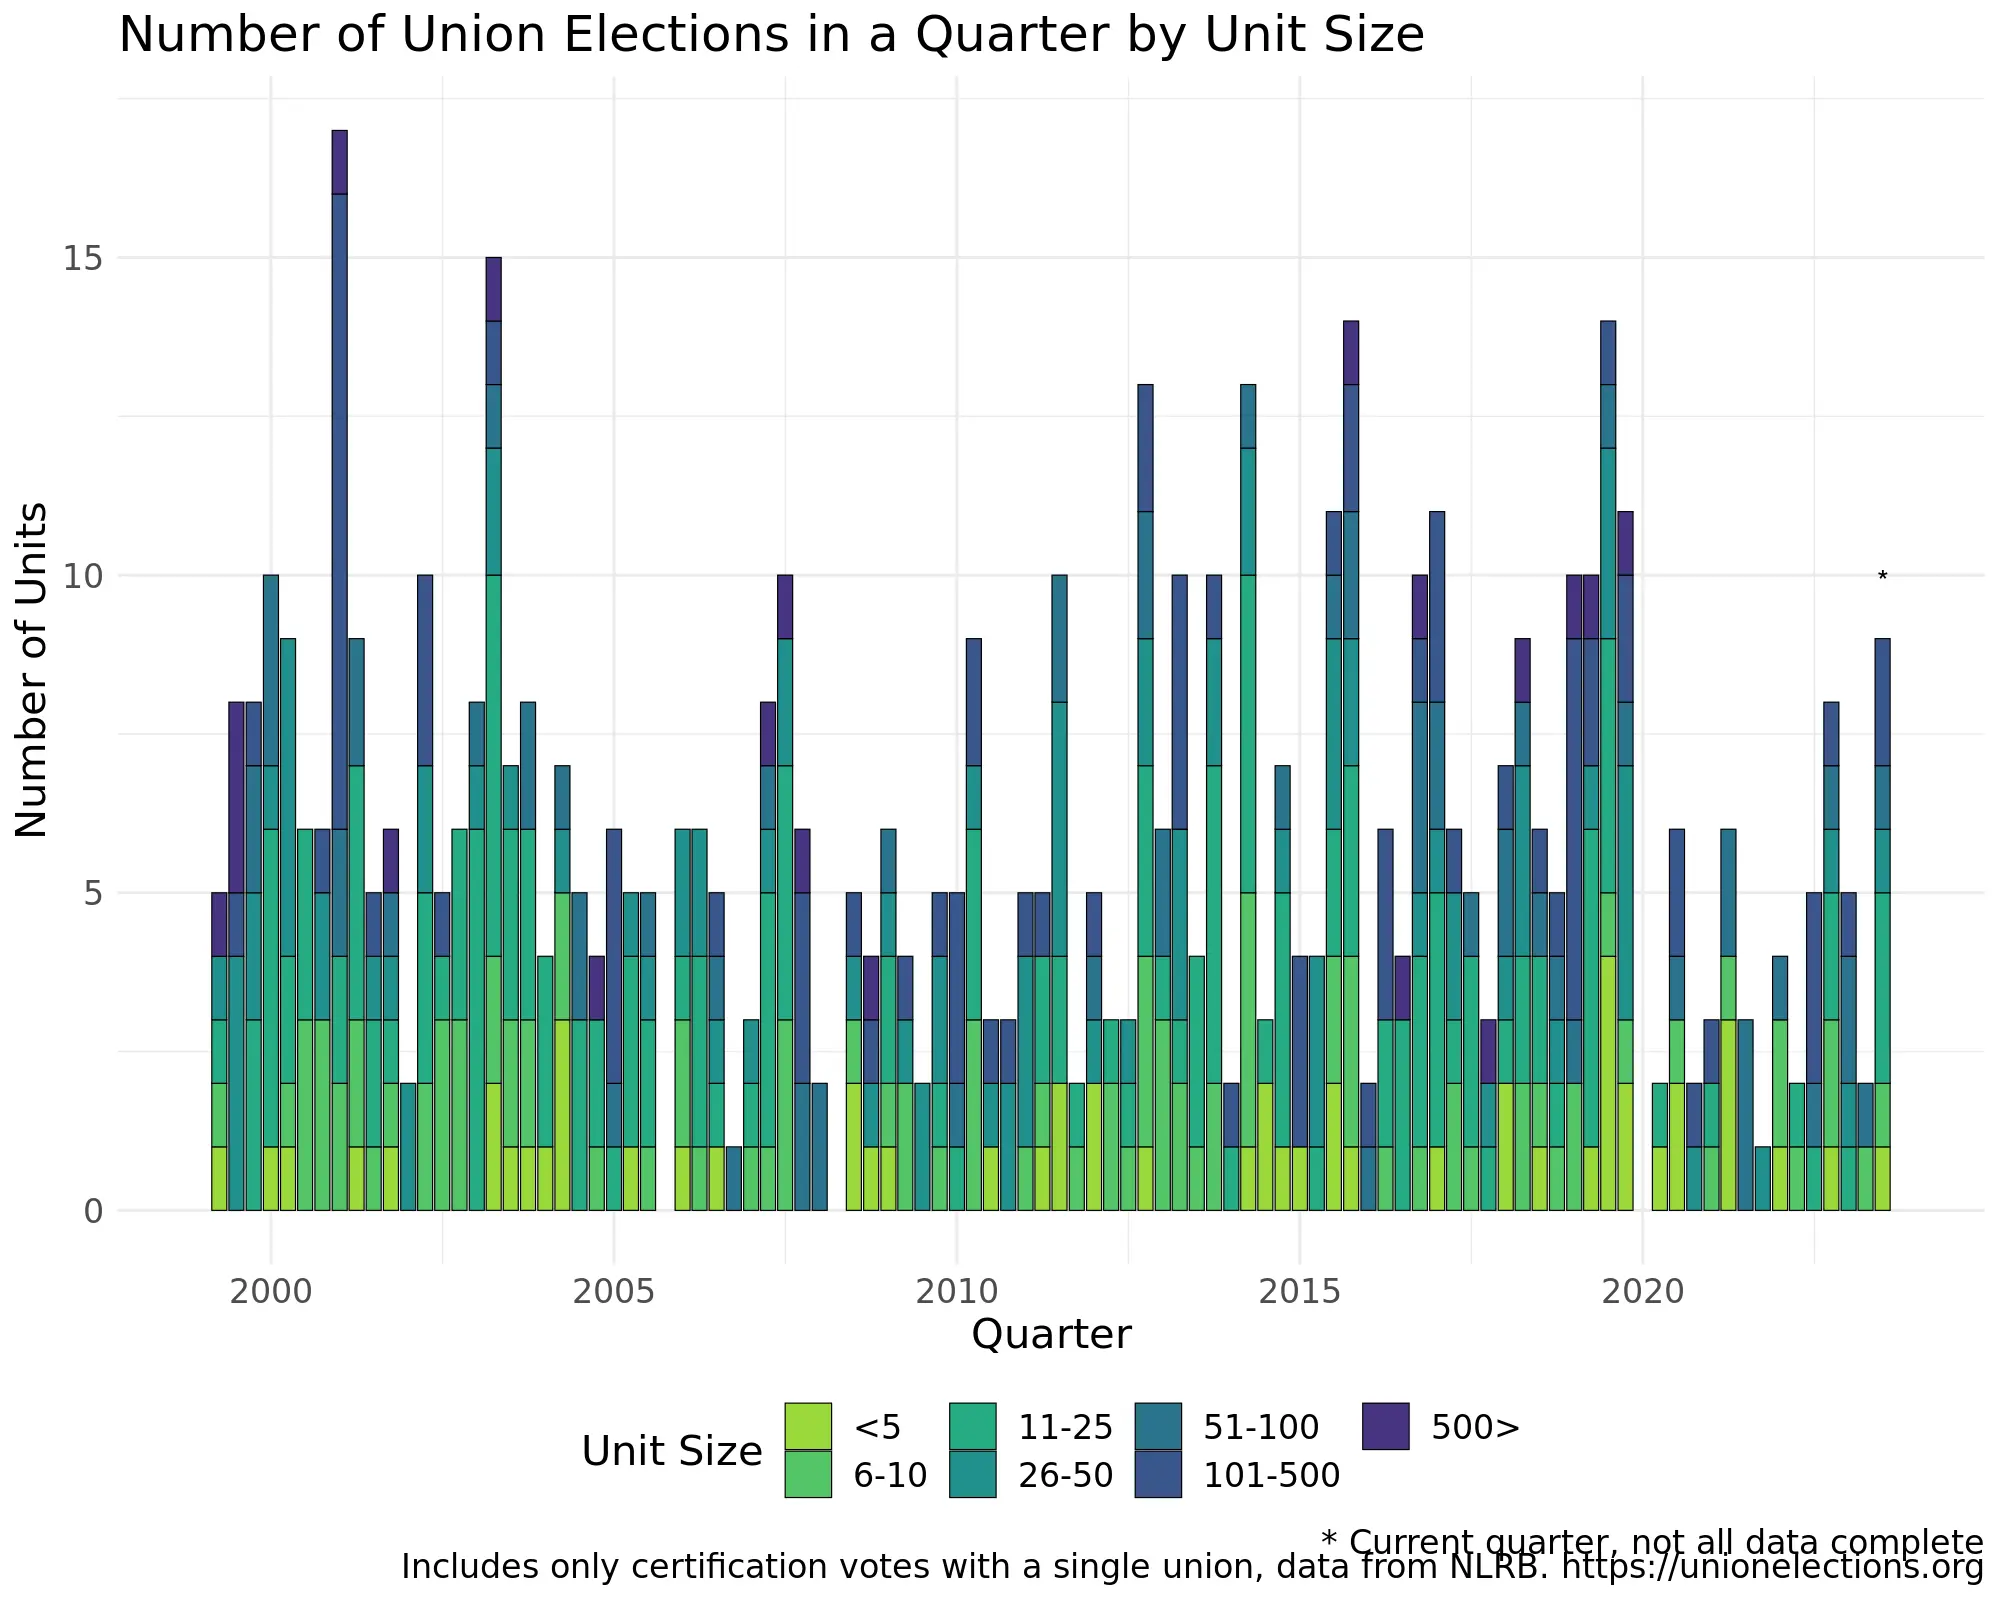 Number of Union Elections in a Quarter by Unit Size
Number of Units
15
10
5
0
*
2000 2005 2010 2015 2020
Quarter
Unit Size
<5 11-25 51-100 500>
6-10 26-50 101-500
* Current quarter, not all data complete
Includes only certification votes with a single union, data from NLRB. https://unionelections.org